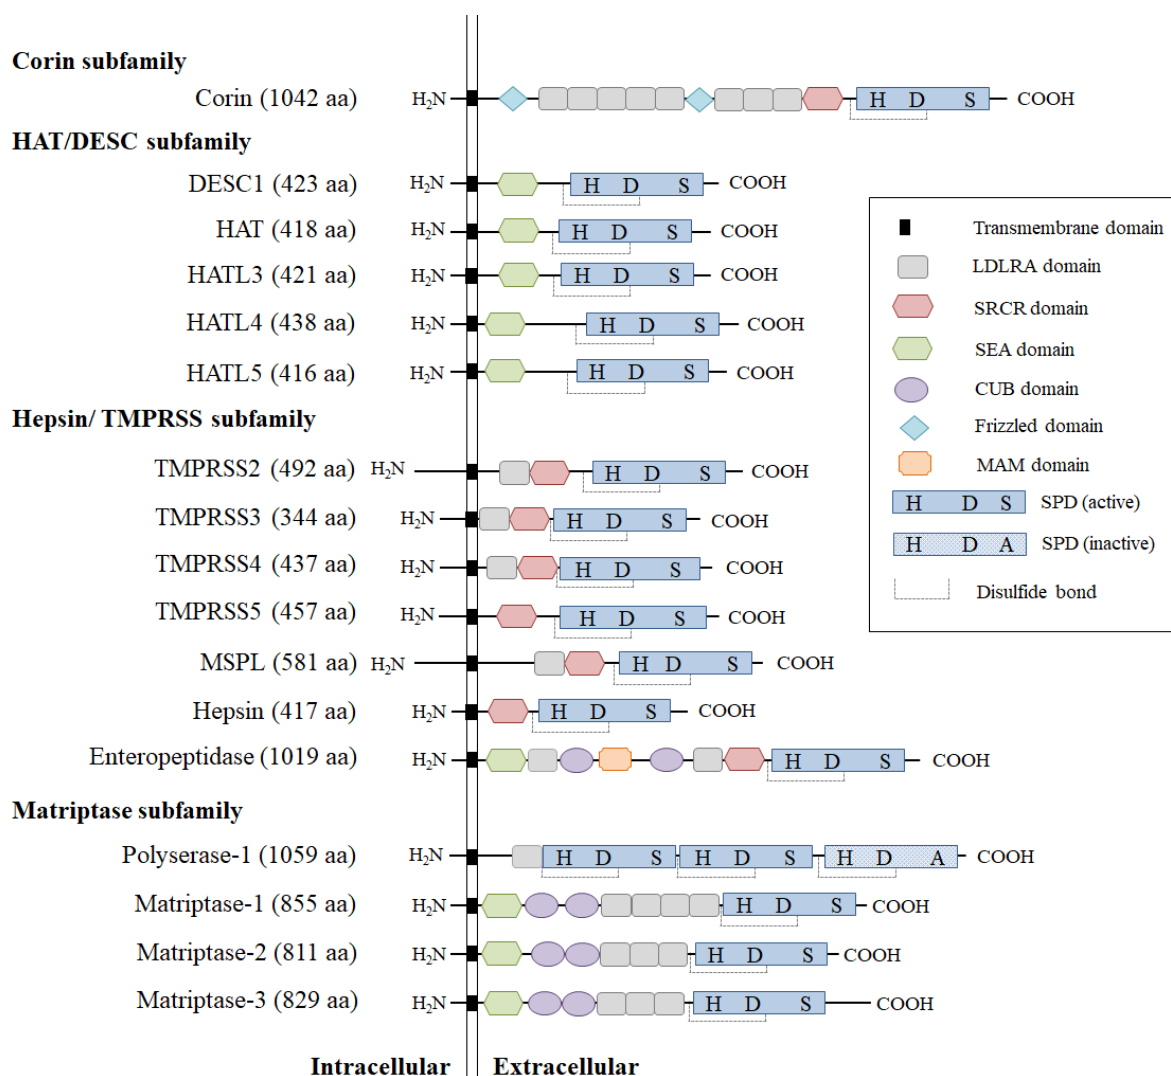 Corin subfamily
Corin (1042 aa) H₂N H D S COOH
HAT/DESC subfamily
DESC1 (423 aa) H₂N H D S COOH
HAT (418 aa) H₂N H D S COOH
HATL3 (421 aa) H₂N H D S COOH
HATL4 (438 aa) H₂N H D S COOH
HATL5 (416 aa) H₂N H D S COOH
Hepsin/ TMPRSS subfamily
TMPRSS2 (492 aa) H₂N H D S COOH
TMPRSS3 (344 aa) H₂N H D S COOH
TMPRSS4 (437 aa) H₂N H D S COOH
TMPRSS5 (457 aa) H₂N H D S COOH
MSPL (581 aa) H₂N H D S COOH
Hepsin (417 aa) H₂N H D S COOH
Enteropeptidase (1019 aa) H₂N H D S COOH
Matriptase subfamily
Polyserase-1 (1059 aa) H₂N H D S H D S H D A COOH
Matriptase-1 (855 aa) H₂N H D S COOH
Matriptase-2 (811 aa) H₂N H D S COOH
Matriptase-3 (829 aa) H₂N H D S COOH
Intracellular Extracellular
Transmembrane domain
LDLRA domain
SRCR domain
SEA domain
CUB domain
Frizzled domain
MAM domain
H D S SPD (active)
H D A SPD (inactive)
Disulfide bond